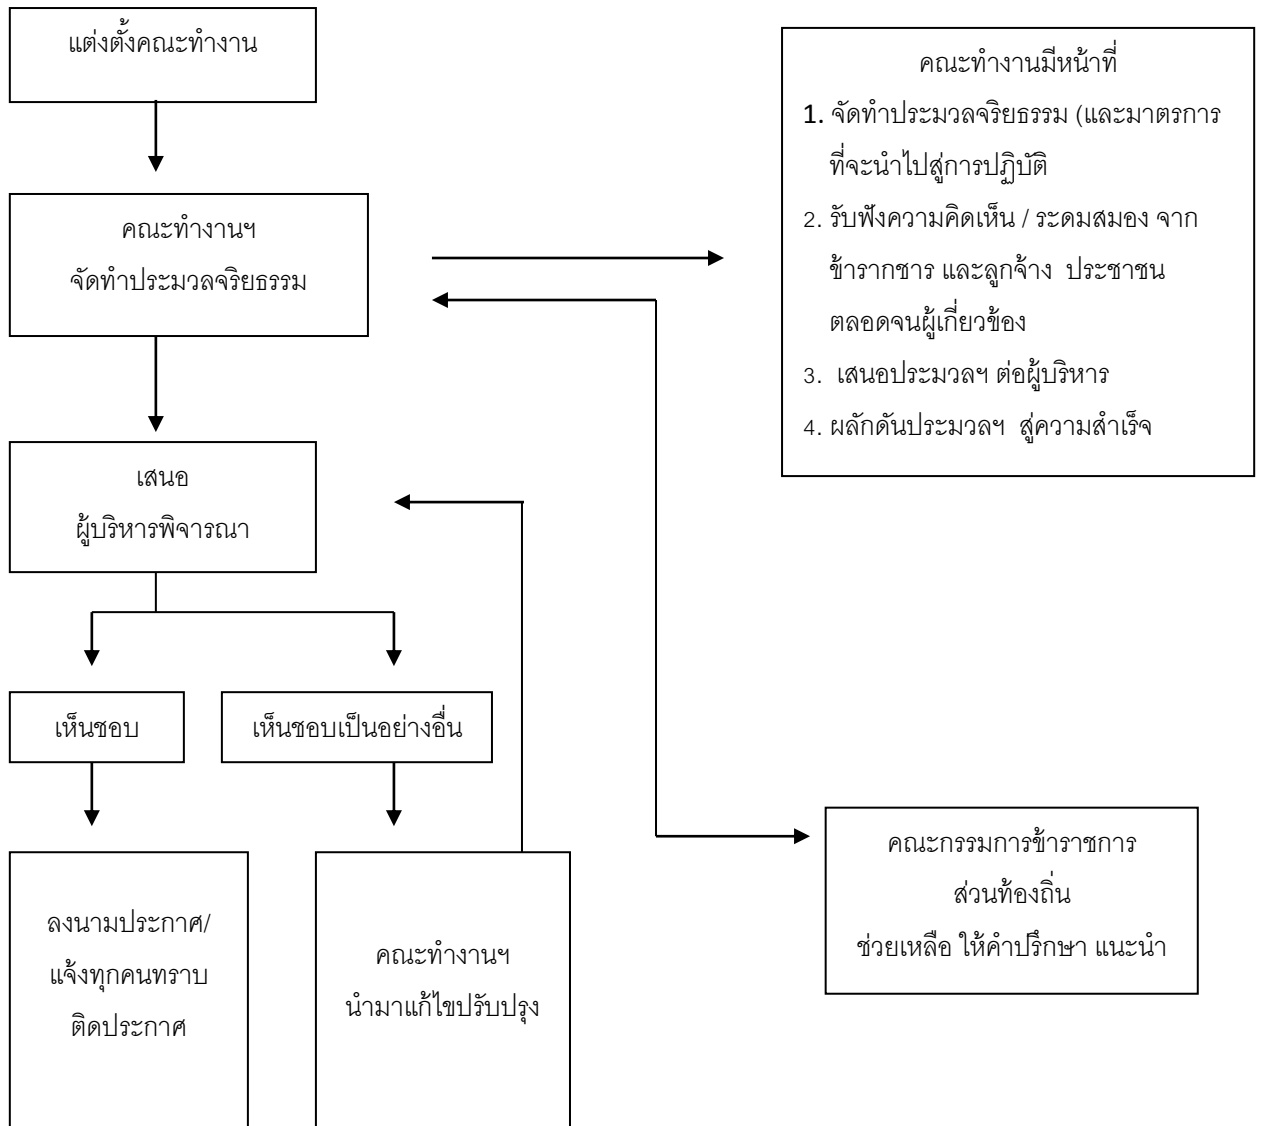 แต่งตั้งคณะทำงาน
คณะทำงานฯ
จัดทำประมวลจริยธรรม
คณะทำงานมีหน้าที่
1. จัดทำประมวลจริยธรรม (และมาตรการ
ที่จะนำไปสู่การปฏิบัติ
2. รับฟังความคิดเห็น / ระดมสมอง จาก
ข้ารากชาร และลูกจ้าง ประชาชน
ตลอดจนผู้เกี่ยวข้อง
3. เสนอประมวลฯ ต่อผู้บริหาร
4. ผลักดันประมวลฯ สู่ความสำเร็จ
เสนอ
ผู้บริหารพิจารณา
เห็นชอบ
เห็นชอบเป็นอย่างอื่น
ลงนามประกาศ/
แจ้งทุกคนทราบ
ติดประกาศ
คณะทำงานฯ
นำมาแก้ไขปรับปรุง
คณะกรรมการข้าราชการ
ส่วนท้องถิ่น
ช่วยเหลือ ให้คำปรึกษา แนะนำ